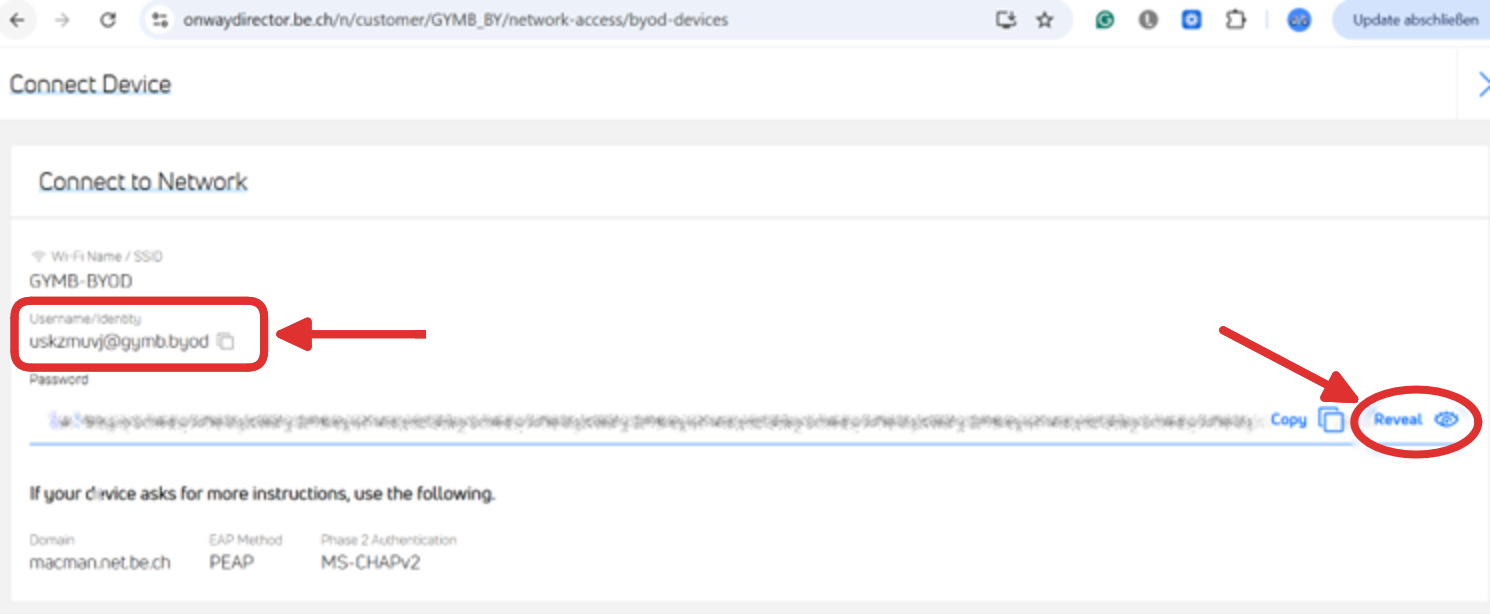 onwaydirector.be.ch/n/customer/GYMB_BY/network-access/byod-devices
Update abschließen
Connect Device
Connect to Network
Wi-Fi Name / SSID
GYMB-BYOD
Username/Identity
uskzmuvj@gymb.byod
Password
Copy Reveal
If your device asks for more instructions, use the following.
Domain EAP Method Phase 2 Authentication
macman.net.be.ch PEAP MS-CHAPv2